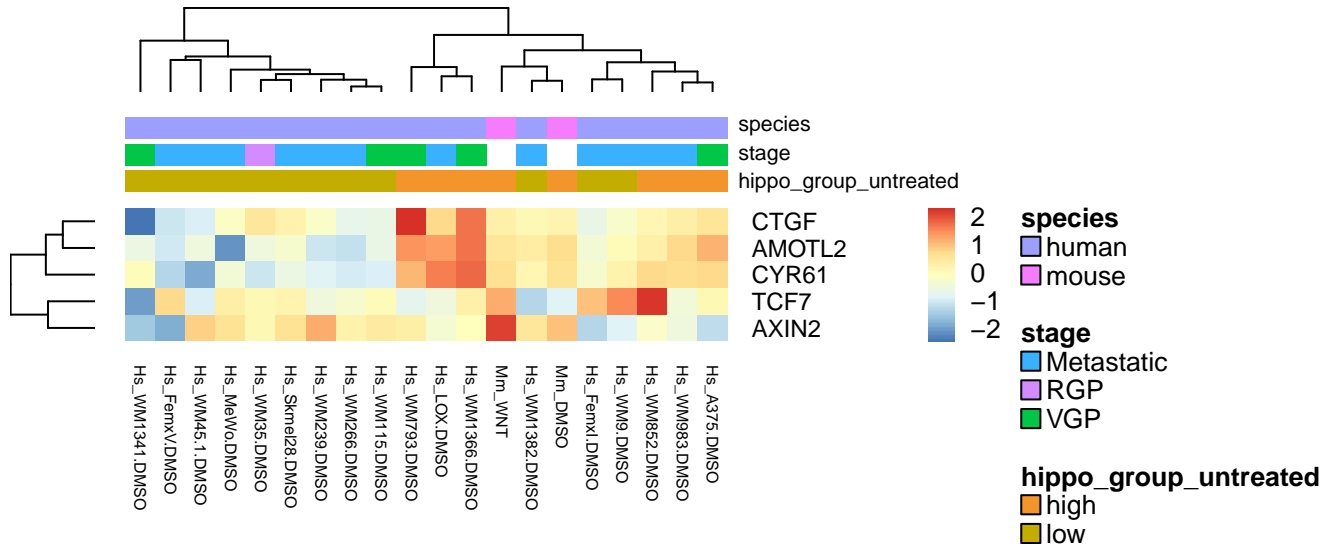 species
stage
hippo_group_untreated
CTGF
AMOTL2
CYR61
TCF7
AXIN2
2
1
0
−1
−2
species
human
mouse
stage
Metastatic
RGP
VGP
hippo_group_untreated
high
low
Hs_WM1341.DMSO
Hs_FemxV.DMSO
Hs_WM45.1.DMSO
Hs_MeWo.DMSO
Hs_WM35.DMSO
Hs_Skmel28.DMSO
Hs_WM239.DMSO
Hs_WM266.DMSO
Hs_WM115.DMSO
Hs_WM793.DMSO
Hs_LOX.DMSO
Hs_WM1366.DMSO
Mm_WNT
Hs_WM1382.DMSO
Mm_DMSO
Hs_FemxI.DMSO
Hs_WM9.DMSO
Hs_WM852.DMSO
Hs_WM983.DMSO
Hs_A375.DMSO